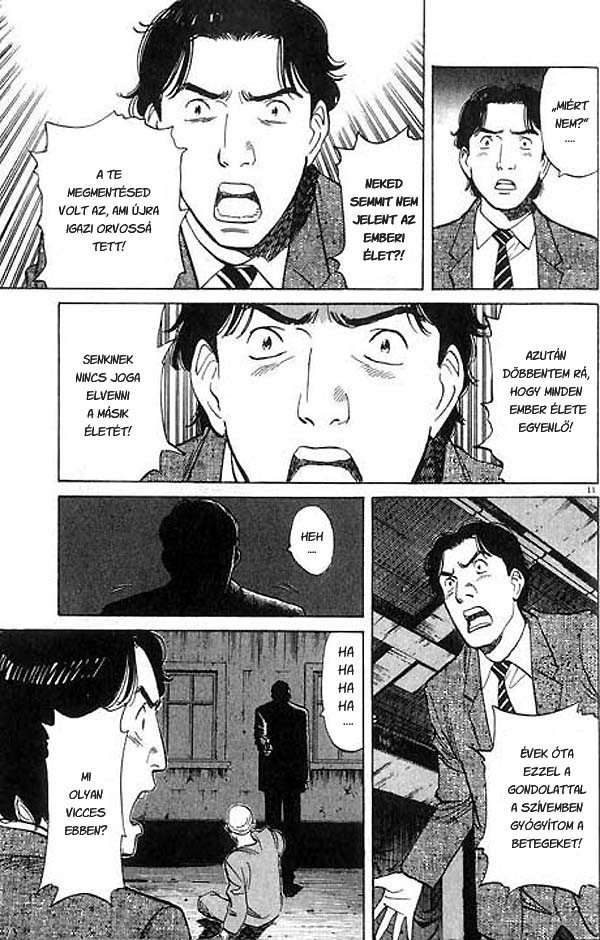 „MIÉRT
NEM?"
....
NEKED
SEMMIT NEM
JELENT AZ
EMBERI
ÉLET?!
A TE
MEGMENTÉSED
VOLT AZ, AMI ÚJRA
IGAZI ORVOSSÁ
TETT!
AZUTÁN
DÖBBENTEM RÁ,
HOGY MINDEN
EMBER ÉLETE
EGYENLŐ!
SENKINEK
NINCS JOGA
ELVENNI
A MÁSIK
ÉLETÉT!
11
ÉVEK ÓTA
EZZEL A
GONDOLATTAL
A SZÍVEMBEN
GYÓGYÍTOM A
BETEGEKET!
HEH
....
HA
HA
HA
HA
....
MI
OLYAN
VICCES
EBBEN?